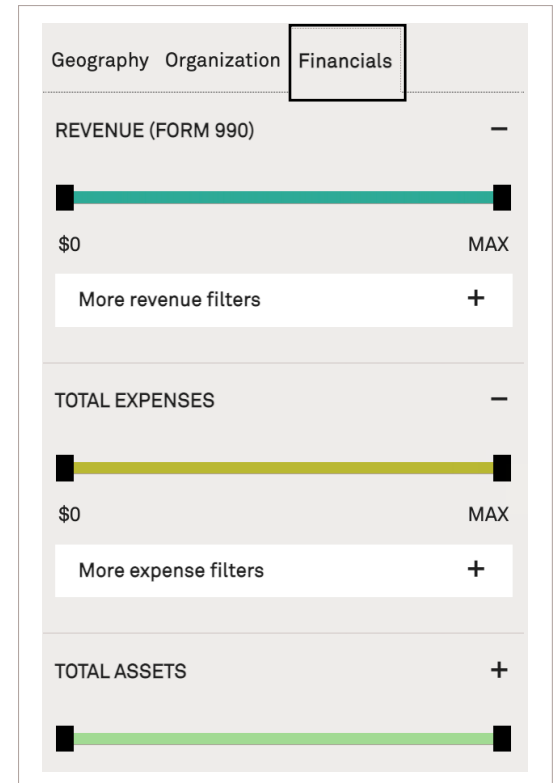 Geography Organization Financials
REVENUE (FORM 990) −
$0 MAX
More revenue filters +
TOTAL EXPENSES −
$0 MAX
More expense filters +
TOTAL ASSETS +